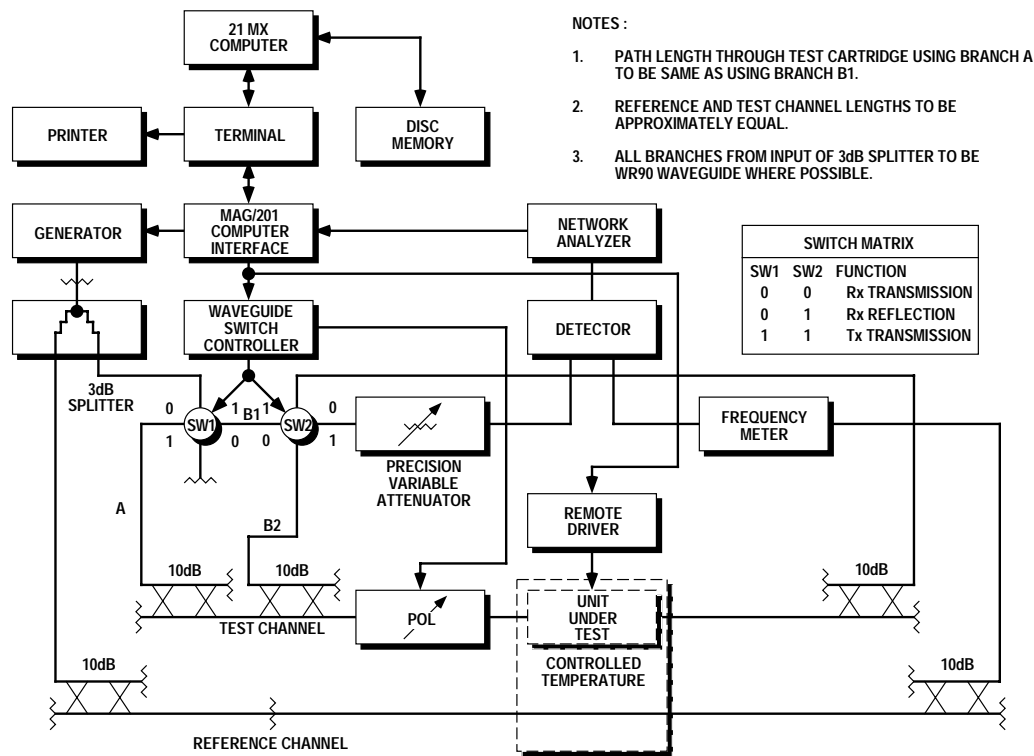 21 MX
COMPUTER
PRINTER
TERMINAL
DISC
MEMORY
GENERATOR
MAG/201
COMPUTER
INTERFACE
NETWORK
ANALYZER
WAVEGUIDE
SWITCH
CONTROLLER
DETECTOR
3dB
SPLITTER
0
1
SW1
1
0
B1
1
0
SW2
0
1
PRECISION
VARIABLE
ATTENUATOR
FREQUENCY
METER
A
B2
REMOTE
DRIVER
10dB
10dB
10dB
TEST CHANNEL
POL
UNIT
UNDER
TEST
CONTROLLED
TEMPERATURE
10dB
10dB
REFERENCE CHANNEL
NOTES :
1. PATH LENGTH THROUGH TEST CARTRIDGE USING BRANCH A
TO BE SAME AS USING BRANCH B1.
2. REFERENCE AND TEST CHANNEL LENGTHS TO BE
APPROXIMATELY EQUAL.
3. ALL BRANCHES FROM INPUT OF 3dB SPLITTER TO BE
WR90 WAVEGUIDE WHERE POSSIBLE.
SWITCH MATRIX
SW1 SW2 FUNCTION
0 0 Rx TRANSMISSION
0 1 Rx REFLECTION
1 1 Tx TRANSMISSION